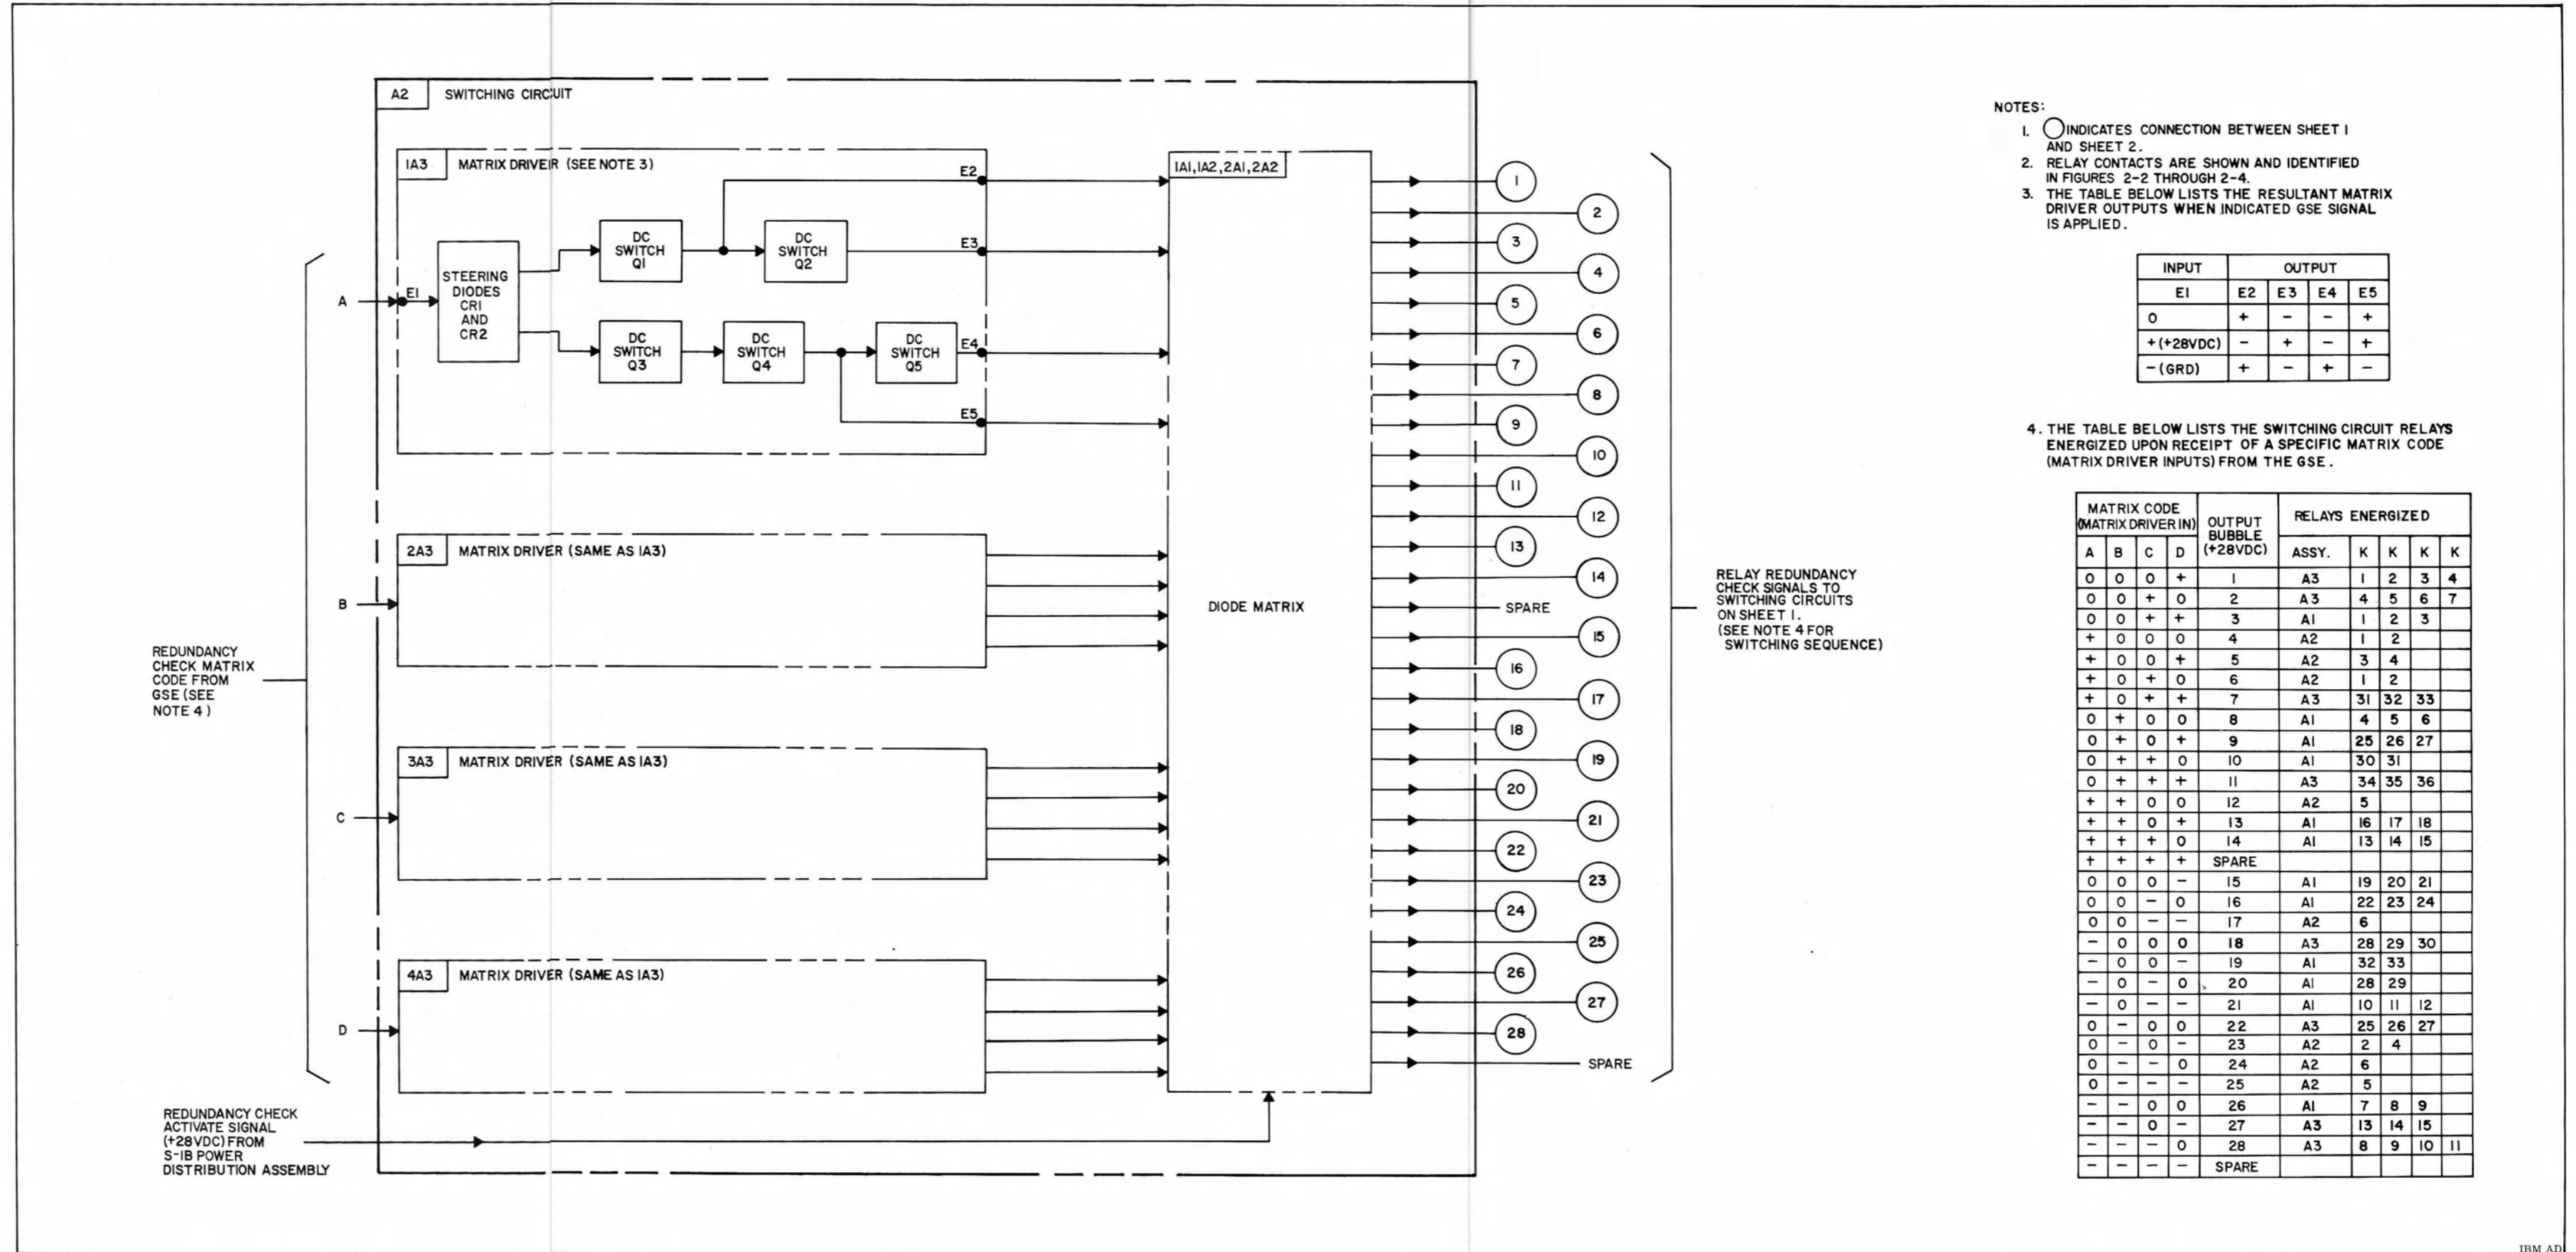 A2 SWITCHING CIRCUIT
1A3 MATRIX DRIVER (SEE NOTE 3)
E2
DC
SWITCH
Q1
DC
SWITCH
Q2
E3
A
E1
STEERING
DIODES
CR1
AND
CR2
DC
SWITCH
Q3
DC
SWITCH
Q4
DC
SWITCH
Q5
E4
E5
2A3 MATRIX DRIVER (SAME AS 1A3)
B
3A3 MATRIX DRIVER (SAME AS 1A3)
C
4A3 MATRIX DRIVER (SAME AS 1A3)
D
REDUNDANCY
CHECK MATRIX
CODE FROM
GSE (SEE
NOTE 4)
REDUNDANCY CHECK
ACTIVATE SIGNAL
(+28VDC) FROM
S-IB POWER
DISTRIBUTION ASSEMBLY
1A1, 1A2, 2A1, 2A2
DIODE MATRIX
1
2
3
4
5
6
7
8
9
10
11
12
13
14
SPARE
15
16
17
18
19
20
21
22
23
24
25
26
27
28
SPARE
RELAY REDUNDANCY
CHECK SIGNALS TO
SWITCHING CIRCUITS
ON SHEET 1.
(SEE NOTE 4 FOR
SWITCHING SEQUENCE)
NOTES:
1. INDICATES CONNECTION BETWEEN SHEET 1
AND SHEET 2.
2. RELAY CONTACTS ARE SHOWN AND IDENTIFIED
IN FIGURES 2-2 THROUGH 2-4.
3. THE TABLE BELOW LISTS THE RESULTANT MATRIX
DRIVER OUTPUTS WHEN INDICATED GSE SIGNAL
IS APPLIED.
INPUT OUTPUT
E1 E2 E3 E4 E5
0 + - - +
+(+28VDC) - + - +
-(GRD) + - + -
4. THE TABLE BELOW LISTS THE SWITCHING CIRCUIT RELAYS
ENERGIZED UPON RECEIPT OF A SPECIFIC MATRIX CODE
(MATRIX DRIVER INPUTS) FROM THE GSE.
MATRIX CODE
(MATRIX DRIVER IN)
OUTPUT
BUBBLE
(+28VDC)
RELAYS ENERGIZED
A B C D ASSY. K K K K
0 0 0 + 1 A3 1 2 3 4
0 0 + 0 2 A3 4 5 6 7
0 0 + + 3 A1 1 2 3
+ 0 0 0 4 A2 1 2
+ 0 0 + 5 A2 3 4
+ 0 + 0 6 A2 1 2
+ 0 + + 7 A3 31 32 33
0 + 0 0 8 A1 4 5 6
0 + 0 + 9 A1 25 26 27
0 + + 0 10 A1 30 31
0 + + + 11 A3 34 35 36
+ + 0 0 12 A2 5
+ + 0 + 13 A1 16 17 18
+ + + 0 14 A1 13 14 15
+ + + + SPARE
0 0 0 - 15 A1 19 20 21
0 0 - 0 16 A1 22 23 24
0 0 - - 17 A2 6
- 0 0 0 18 A3 28 29 30
- 0 0 - 19 A1 32 33
- 0 - 0 20 A1 28 29
- 0 - - 21 A1 10 11 12
0 - 0 0 22 A3 25 26 27
0 - 0 - 23 A2 2 4
0 - - 0 24 A2 6
0 - - - 25 A2 5
- - 0 0 26 A1 7 8 9
- - 0 - 27 A3 13 14 15
- - - 0 28 A3 8 9 10 11
- - - - SPARE